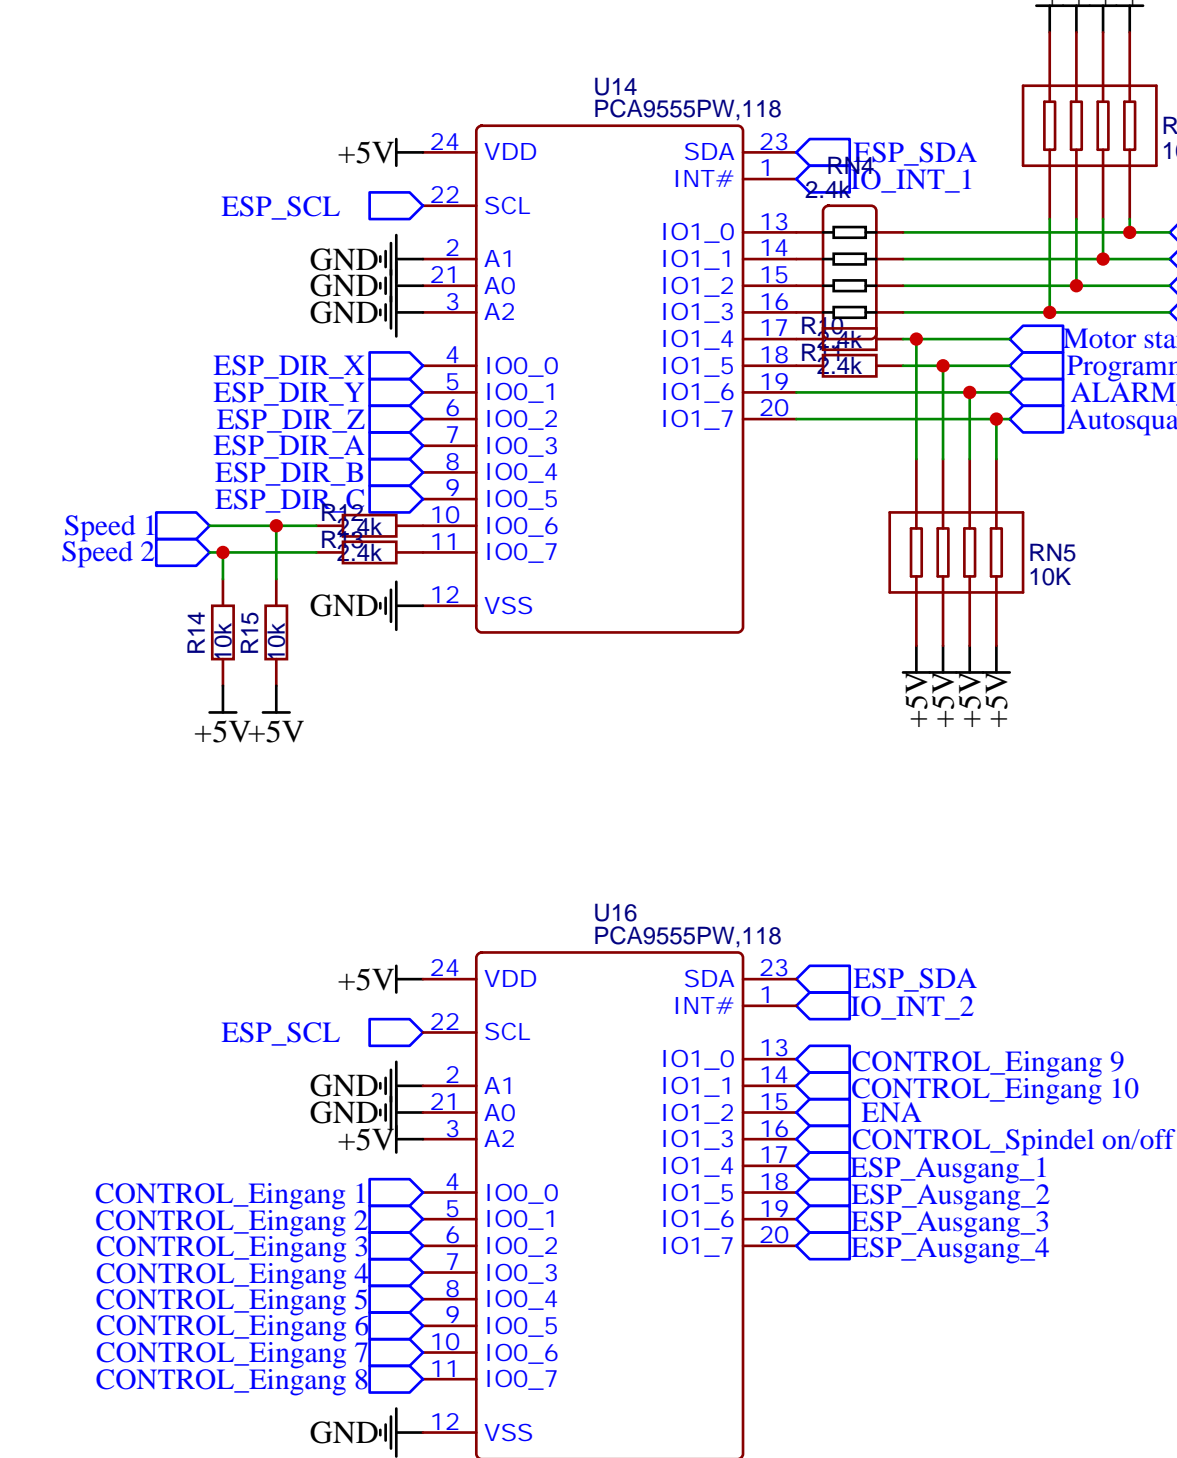 U14
PCA9555PW,118
+5V 24 VDD SDA 23 ESP_SDA
INT# 1 IO_INT_1
RN4
2.4k
ESP_SCL 22 SCL
IO1_0 13
GND 2 A1 IO1_1 14
GND 21 A0 IO1_2 15
GND 3 A2 IO1_3 16
IO1_4 17 2.4k Motor
ESP_DIR_X 4 IO0_0 IO1_5 18 2.4k
ESP_DIR_Y 5 IO0_1 IO1_6 19 ALARM
ESP_DIR_Z 6 IO0_2 IO1_7 20
ESP_DIR_A 7 IO0_3
ESP_DIR_B 8 IO0_4
ESP_DIR_C 9 IO0_5
Speed 1 R12 2.4k 10 IO0_6
Speed 2 2.4k 11 IO0_7
RN5
10K
GND 12 VSS
R14 10k R15 10k
+5V +5V
+5V +5V +5V +5V
U16
PCA9555PW,118
+5V 24 VDD SDA 23 ESP_SDA
INT# 1 IO_INT_2
ESP_SCL 22 SCL
IO1_0 13 CONTROL_Eingang 9
GND 2 A1 IO1_1 14 CONTROL_Eingang 10
GND 21 A0 IO1_2 15 ENA
+5V 3 A2 IO1_3 16 CONTROL_Spindel on/off
IO1_4 17 ESP_Ausgang_1
CONTROL_Eingang 1 4 IO0_0 IO1_5 18 ESP_Ausgang_2
CONTROL_Eingang 2 5 IO0_1 IO1_6 19 ESP_Ausgang_3
CONTROL_Eingang 3 6 IO0_2 IO1_7 20 ESP_Ausgang_4
CONTROL_Eingang 4 7 IO0_3
CONTROL_Eingang 5 8 IO0_4
CONTROL_Eingang 6 9 IO0_5
CONTROL_Eingang 7 10 IO0_6
CONTROL_Eingang 8 11 IO0_7
GND 12 VSS